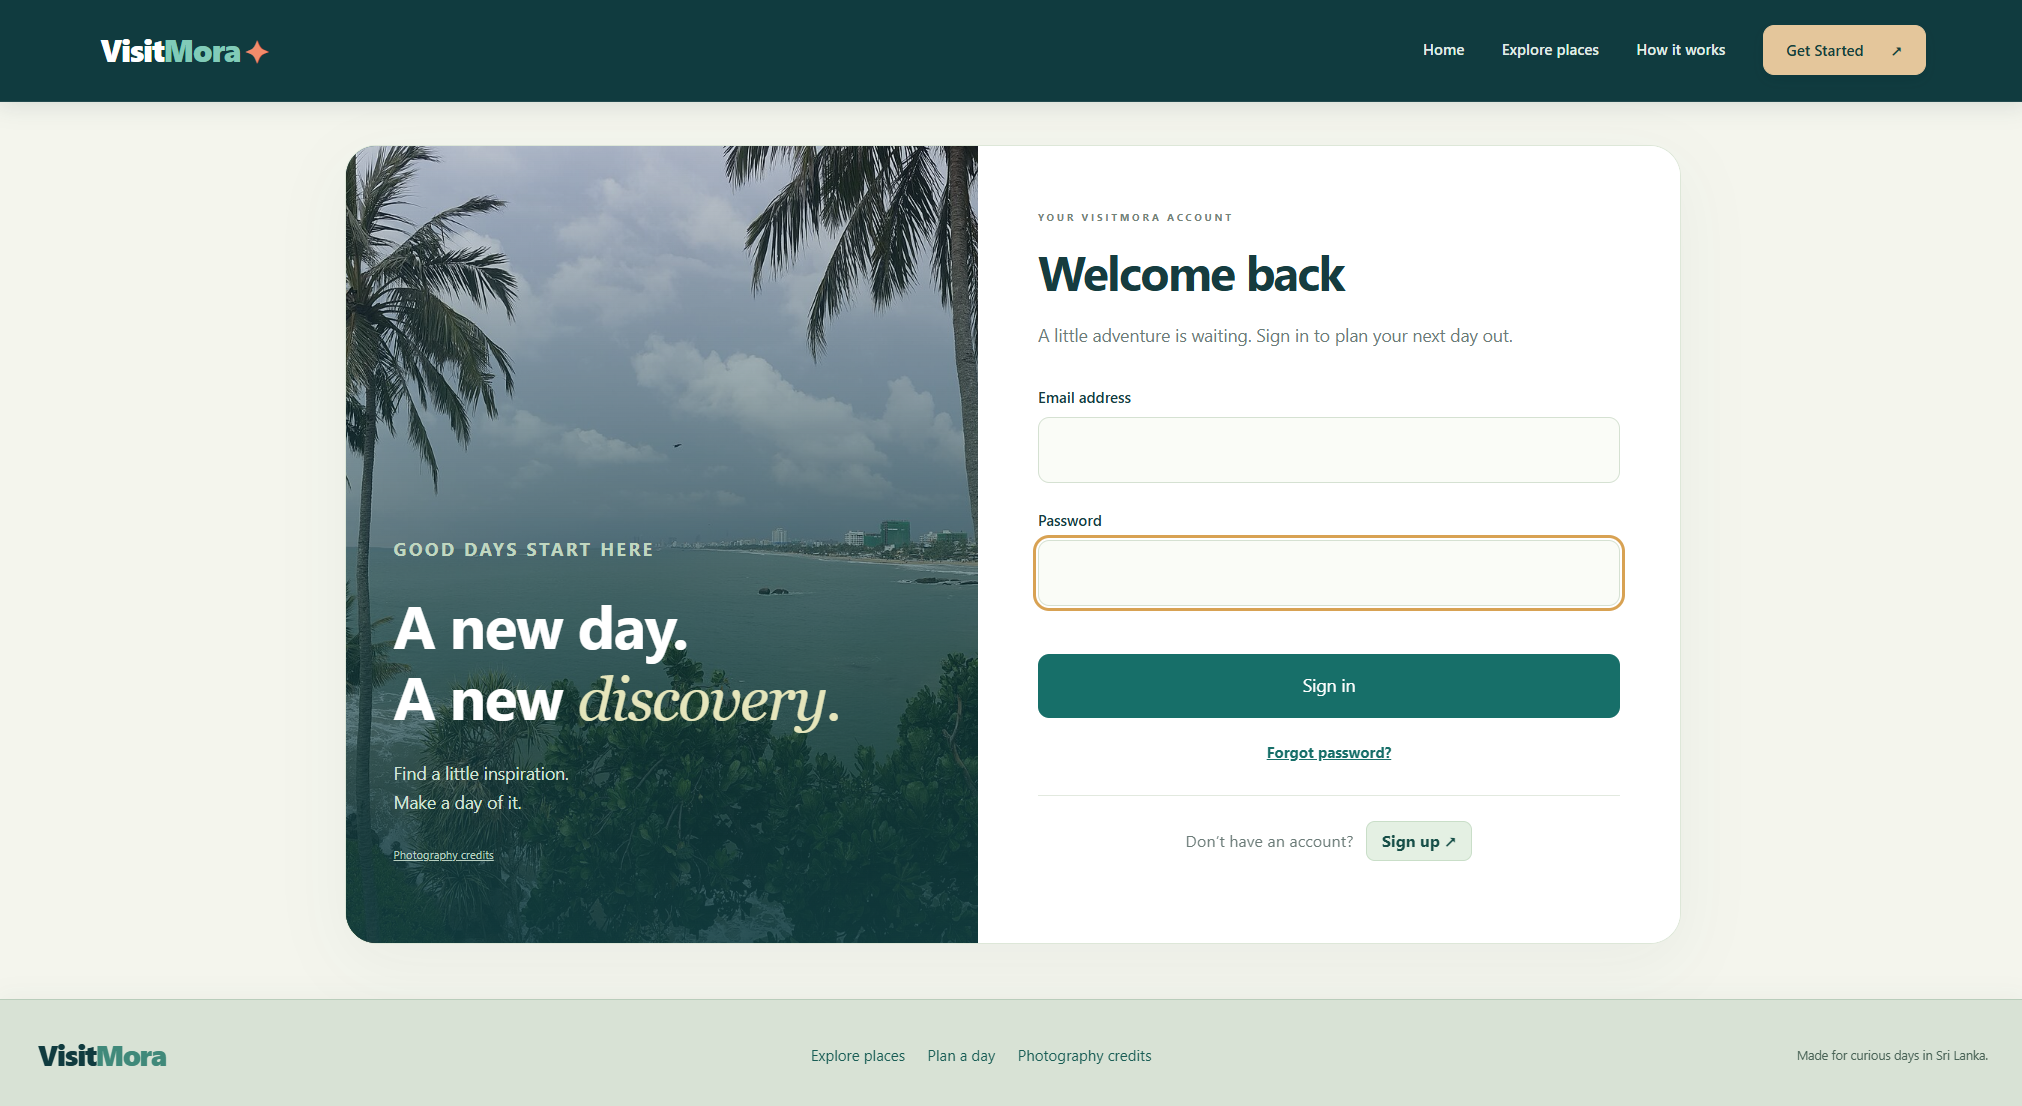 VisitMora
Home
Explore places
How it works
Get Started ↗
GOOD DAYS START HERE
A new day.
A new discovery.
Find a little inspiration.
Make a day of it.
Photography credits
YOUR VISITMORA ACCOUNT
Welcome back
A little adventure is waiting. Sign in to plan your next day out.
Email address
Password
Sign in
Forgot password?
Don't have an account? Sign up ↗
VisitMora
Explore places
Plan a day
Photography credits
Made for curious days in Sri Lanka.